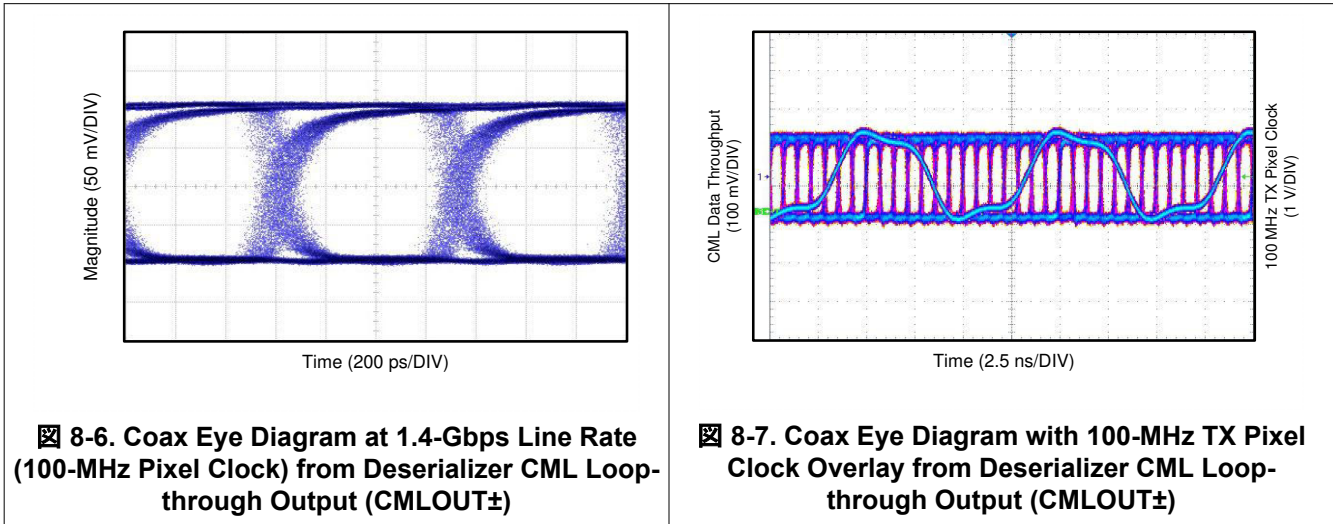 Magnitude (50 mV/DIV)
Time (200 ps/DIV)
図 8-6. Coax Eye Diagram at 1.4-Gbps Line Rate
(100-MHz Pixel Clock) from Deserializer CML Loop-
through Output (CMLOUT±)
CML Data Throughput
(100 mV/DIV)
1
100 MHz TX Pixel Clock
(1 V/DIV)
Time (2.5 ns/DIV)
図 8-7. Coax Eye Diagram with 100-MHz TX Pixel
Clock Overlay from Deserializer CML Loop-
through Output (CMLOUT±)